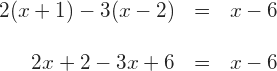 2(x + 1) − 3(x − 2) = x − 6
2x + 2 − 3x + 6 = x − 6